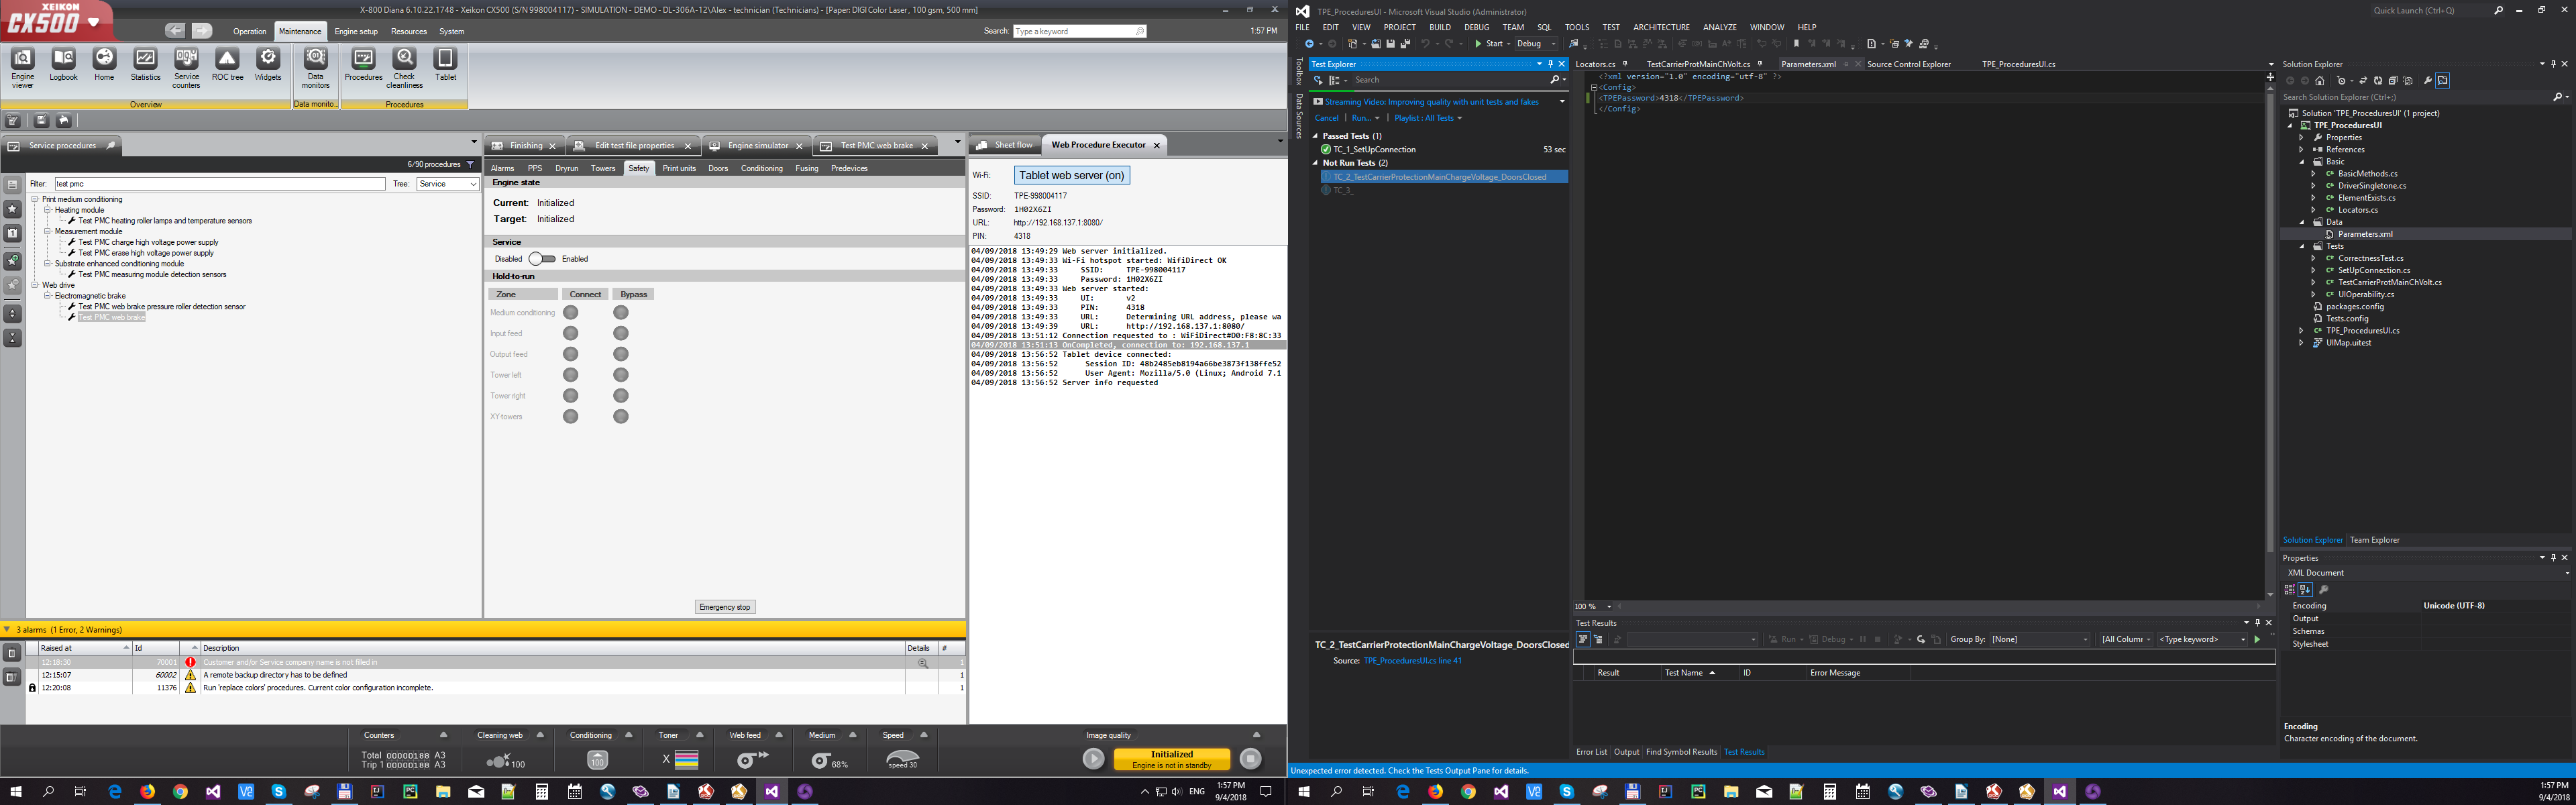 XEIKON
CX500
X-800 Diana 6.10.22.1748 - Xeikon CX500 (S/N 998004117) - SIMULATION - DEMO - DL-306A-12\Alex - technician (Technicians) - [Paper: DIGI Color Laser , 100 gsm, 500 mm]
Operation Maintenance Engine setup Resources System
Search: Type a keyword 1:57 PM
Engine viewer Logbook Home Statistics Service counters ROC tree Widgets Data monitors Procedures Check cleanliness Tablet
Overview Data monito... Procedures
Service procedures
6/90 procedures
Filter: test pmc Tree: Service
Print medium conditioning
Heating module
Test PMC heating roller lamps and temperature sensors
Measurement module
Test PMC charge high voltage power supply
Test PMC erase high voltage power supply
Substrate enhanced conditioning module
Test PMC measuring module detection sensors
Web drive
Electromagnetic brake
Test PMC web brake pressure roller detection sensor
Test PMC web brake
Finishing Edit test file properties Engine simulator Test PMC web brake
Alarms PPS Dryrun Towers Safety Print units Doors Conditioning Fusing Predevices
Engine state
Current: Initialized
Target: Initialized
Service
Disabled Enabled
Hold-to-run
Zone Connect Bypass
Medium conditioning
Input feed
Output feed
Tower left
Tower right
XY-towers
Emergency stop
Sheet flow Web Procedure Executor
Wi-Fi: Tablet web server (on)
SSID: TPE-998004117
Password: 1H02X6ZI
URL: http://192.168.137.1:8080/
PIN: 4318
04/09/2018 13:49:29 Web server initialized.
04/09/2018 13:49:33 Wi-Fi hotspot started: WifiDirect OK
04/09/2018 13:49:33 SSID: TPE-998004117
04/09/2018 13:49:33 Password: 1H02X6ZI
04/09/2018 13:49:33 Web server started:
04/09/2018 13:49:33 UI: v2
04/09/2018 13:49:33 PIN: 4318
04/09/2018 13:49:33 URL: Determining URL address, please wa
04/09/2018 13:49:39 URL: http://192.168.137.1:8080/
04/09/2018 13:51:12 Connection requested to : WiFiDirect#D0:F8:8C:33
04/09/2018 13:51:13 OnCompleted, connection to: 192.168.137.1
04/09/2018 13:56:52 Tablet device connected:
04/09/2018 13:56:52 Session ID: 48b2485eb8194a66be3873f138ffe52
04/09/2018 13:56:52 User Agent: Mozilla/5.0 (Linux; Android 7.1
04/09/2018 13:56:52 Server info requested
3 alarms (1 Error, 2 Warnings)
Raised at Id Description Details #
12:18:30 70001 Customer and/or Service company name is not filled in 1
12:15:07 60002 A remote backup directory has to be defined 1
12:20:08 11376 Run 'replace colors' procedures. Current color configuration incomplete. 1
Counters Cleaning web Conditioning Toner Web feed Medium Speed Image quality
Total 00000188 A3
Trip 1 00000188 A3
100 100 X 68% speed 30
Initialized
Engine is not in standby
ENG 1:57 PM
9/4/2018
TPE_ProceduresUI - Microsoft Visual Studio (Administrator) Quick Launch (Ctrl+Q)
FILE EDIT VIEW PROJECT BUILD DEBUG TEAM SQL TOOLS TEST ARCHITECTURE ANALYZE WINDOW HELP
Start Debug
Toolbox
Data Sources
Test Explorer
Search
Streaming Video: Improving quality with unit tests and fakes
Cancel Run... Playlist : All Tests
Passed Tests (1)
TC_1_SetUpConnection 53 sec
Not Run Tests (2)
TC_2_TestCarrierProtectionMainChargeVoltage_DoorsClosed
TC_3_
TC_2_TestCarrierProtectionMainChargeVoltage_DoorsClosed
Source: TPE_ProceduresUI.cs line 41
Locators.cs TestCarrierProtMainChVolt.cs Parameters.xml Source Control Explorer TPE_ProceduresUI.cs
<?xml version="1.0" encoding="utf-8" ?>
<Config>
<TPEPassword>4318</TPEPassword>
</Config>
100 %
Test Results
Run Debug Group By: [None] [All Colum <Type keyword>
Result Test Name ID Error Message
Error List Output Find Symbol Results Test Results
Solution Explorer
Search Solution Explorer (Ctrl+;)
Solution 'TPE_ProceduresUI' (1 project)
TPE_ProceduresUI
Properties
References
Basic
BasicMethods.cs
DriverSingletone.cs
ElementExists.cs
Locators.cs
Data
Parameters.xml
Tests
CorrectnessTest.cs
SetUpConnection.cs
TestCarrierProtMainChVolt.cs
UIOperability.cs
packages.config
Tests.config
TPE_ProceduresUI.cs
UIMap.uitest
Solution Explorer Team Explorer
Properties
XML Document
Encoding Unicode (UTF-8)
Output
Schemas
Stylesheet
Encoding
Character encoding of the document.
Unexpected error detected. Check the Tests Output Pane for details.
1:57 PM
9/4/2018